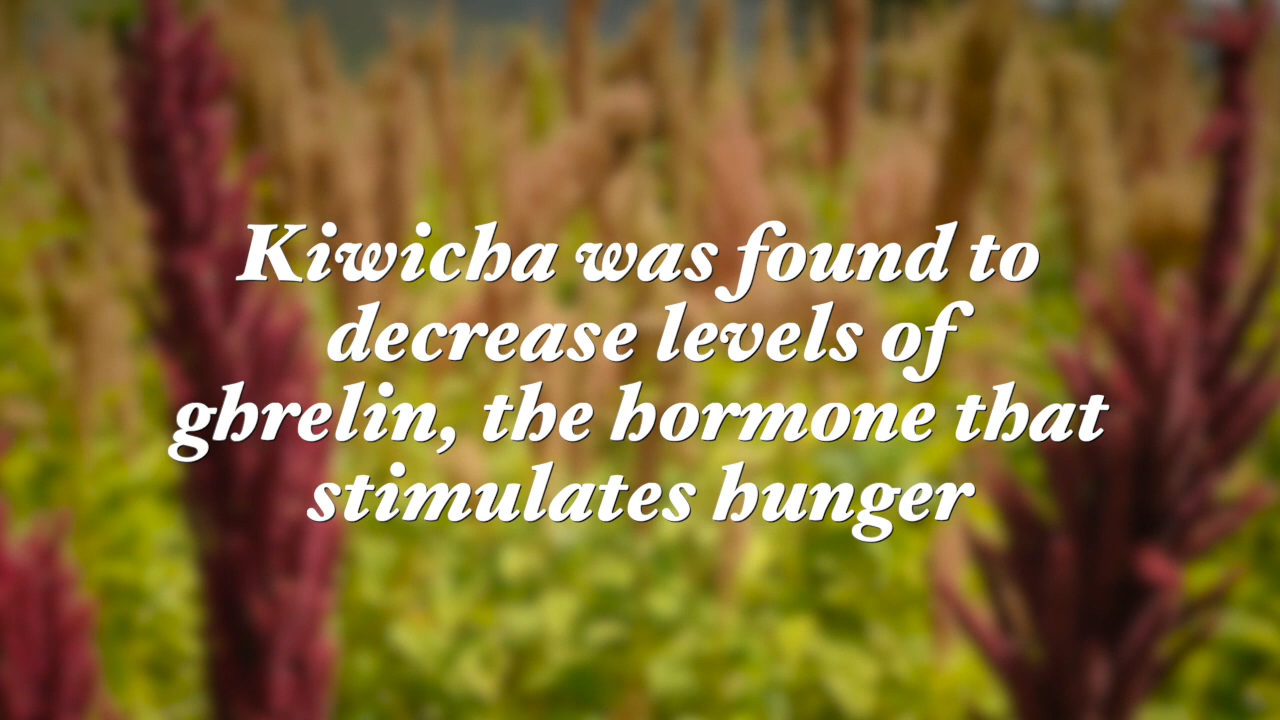 Kiwicha was found to
decrease levels of
ghrelin, the hormone that
stimulates hunger